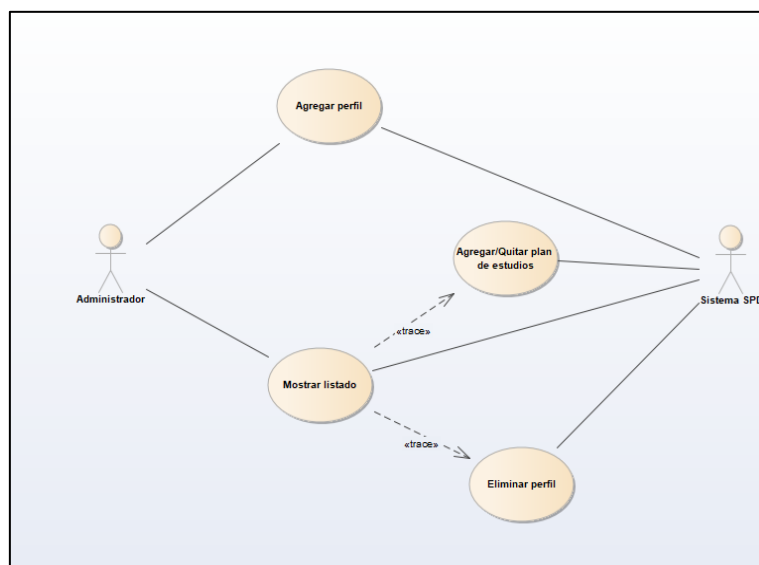 Agregar perfil
Agregar/Quitar plan
de estudios
Administrador
Sistema SPD
«trace»
Mostrar listado
«trace»
Eliminar perfil